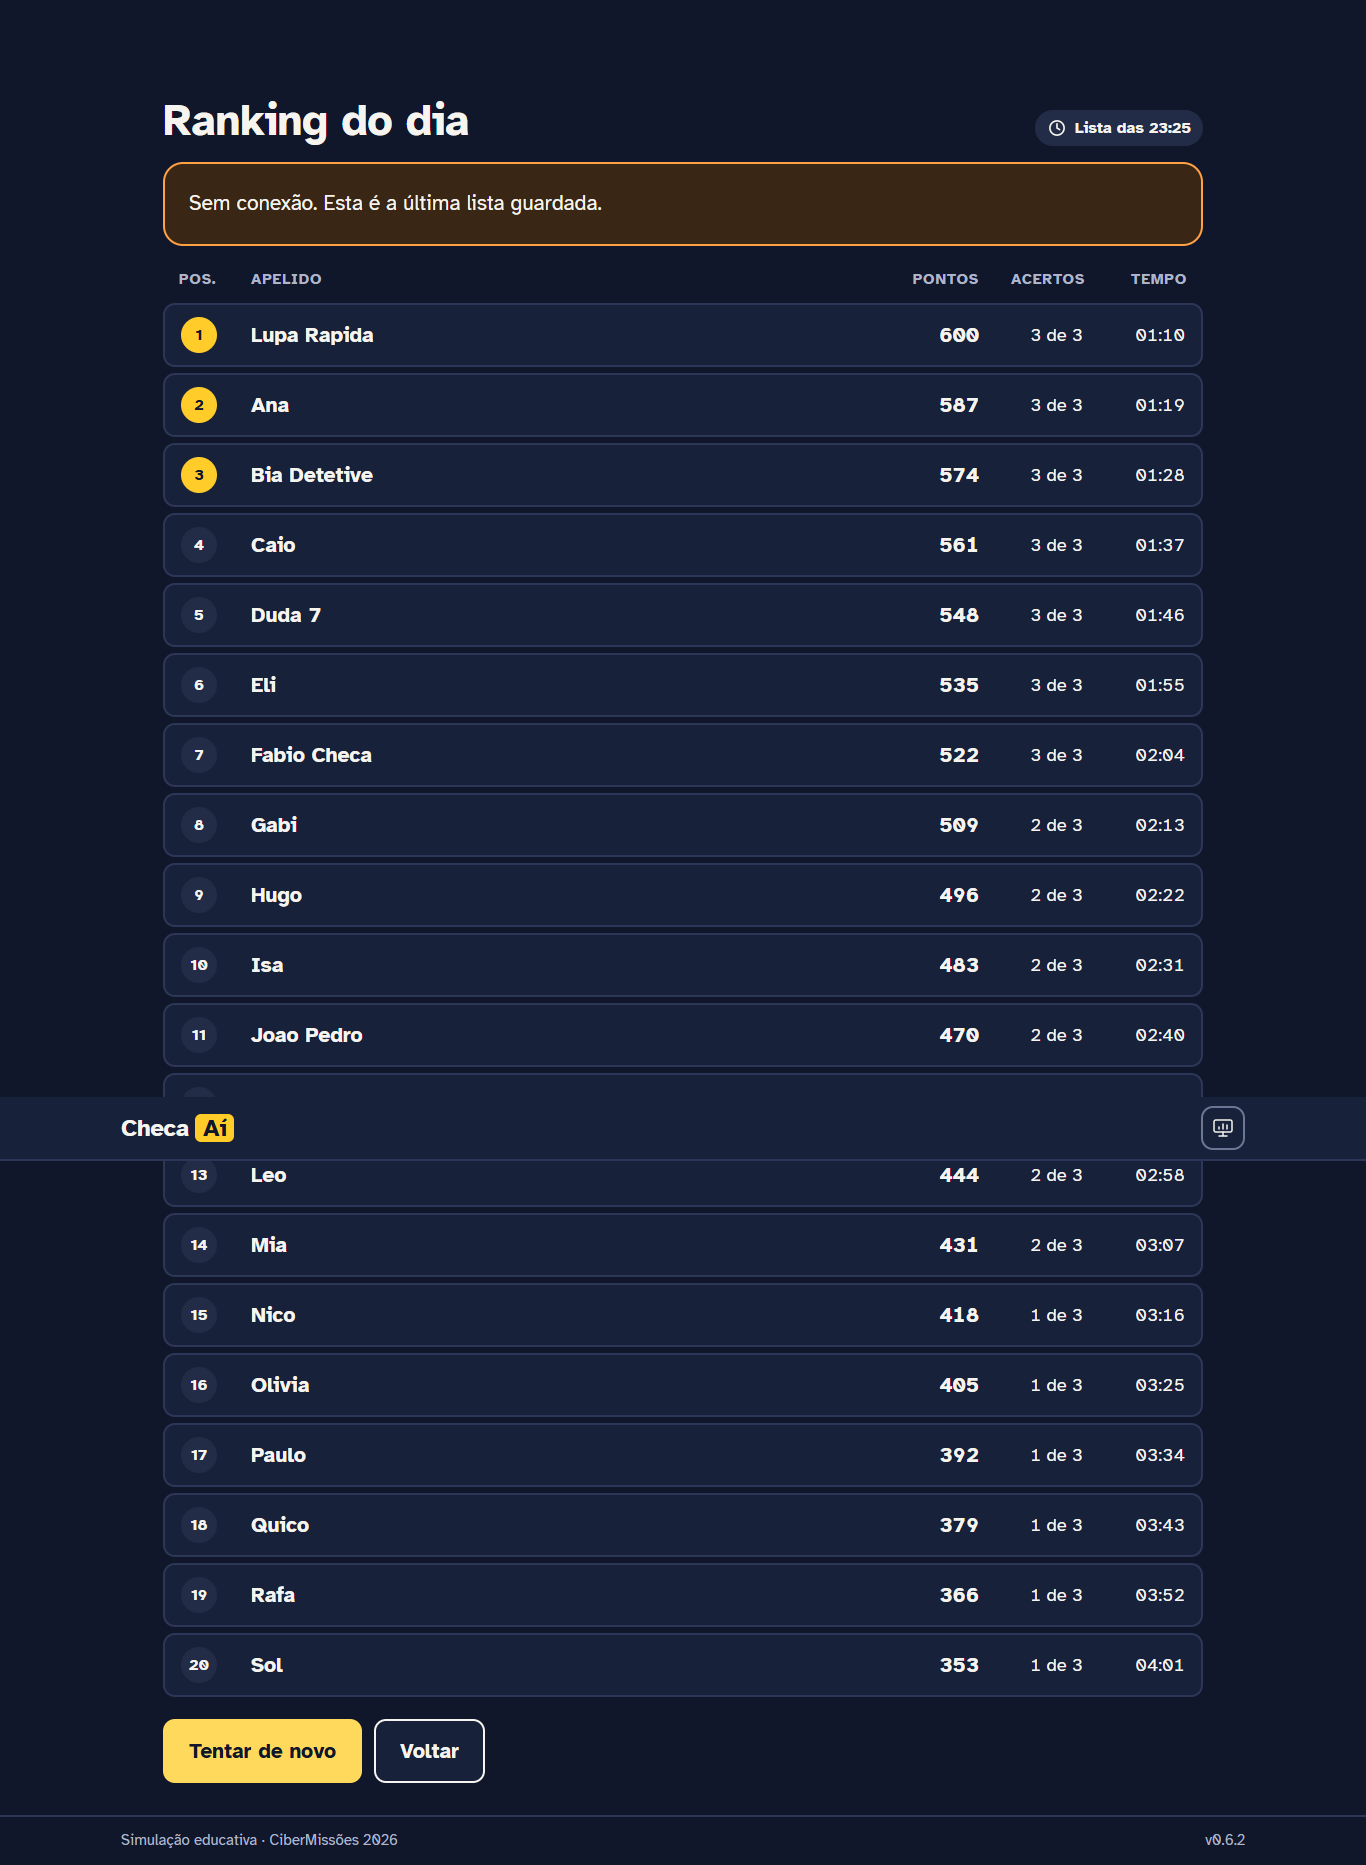 Ranking do dia
Lista das 23:25
Sem conexão. Esta é a última lista guardada.
POS. APELIDO PONTOS ACERTOS TEMPO
1 Lupa Rapida 600 3 de 3 01:10
2 Ana 587 3 de 3 01:19
3 Bia Detetive 574 3 de 3 01:28
4 Caio 561 3 de 3 01:37
5 Duda 7 548 3 de 3 01:46
6 Eli 535 3 de 3 01:55
7 Fabio Checa 522 3 de 3 02:04
8 Gabi 509 2 de 3 02:13
9 Hugo 496 2 de 3 02:22
10 Isa 483 2 de 3 02:31
11 Joao Pedro 470 2 de 3 02:40
Checa Aí
13 Leo 444 2 de 3 02:58
14 Mia 431 2 de 3 03:07
15 Nico 418 1 de 3 03:16
16 Olivia 405 1 de 3 03:25
17 Paulo 392 1 de 3 03:34
18 Quico 379 1 de 3 03:43
19 Rafa 366 1 de 3 03:52
20 Sol 353 1 de 3 04:01
Tentar de novo Voltar
Simulação educativa · CiberMissões 2026 v0.6.2